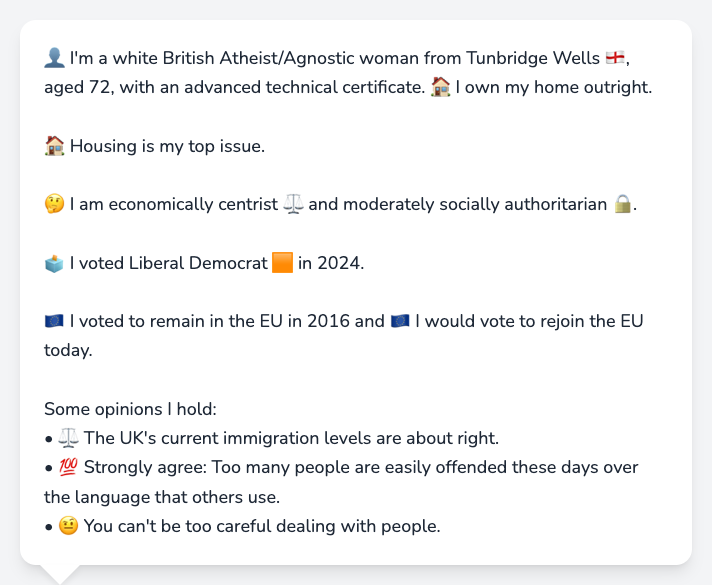 👤 I'm a white British Atheist/Agnostic woman from Tunbridge Wells 🏴󠁧󠁢󠁥󠁮󠁧󠁿,
aged 72, with an advanced technical certificate. 🏠 I own my home outright.
🏠 Housing is my top issue.
🤔 I am economically centrist ⚖️ and moderately socially authoritarian 🔒.
🗳️ I voted Liberal Democrat 🟧 in 2024.
🇪🇺 I voted to remain in the EU in 2016 and 🇪🇺 I would vote to rejoin the EU
today.
Some opinions I hold:
• ⚖️ The UK's current immigration levels are about right.
• 💯 Strongly agree: Too many people are easily offended these days over
the language that others use.
• 🤨 You can't be too careful dealing with people.